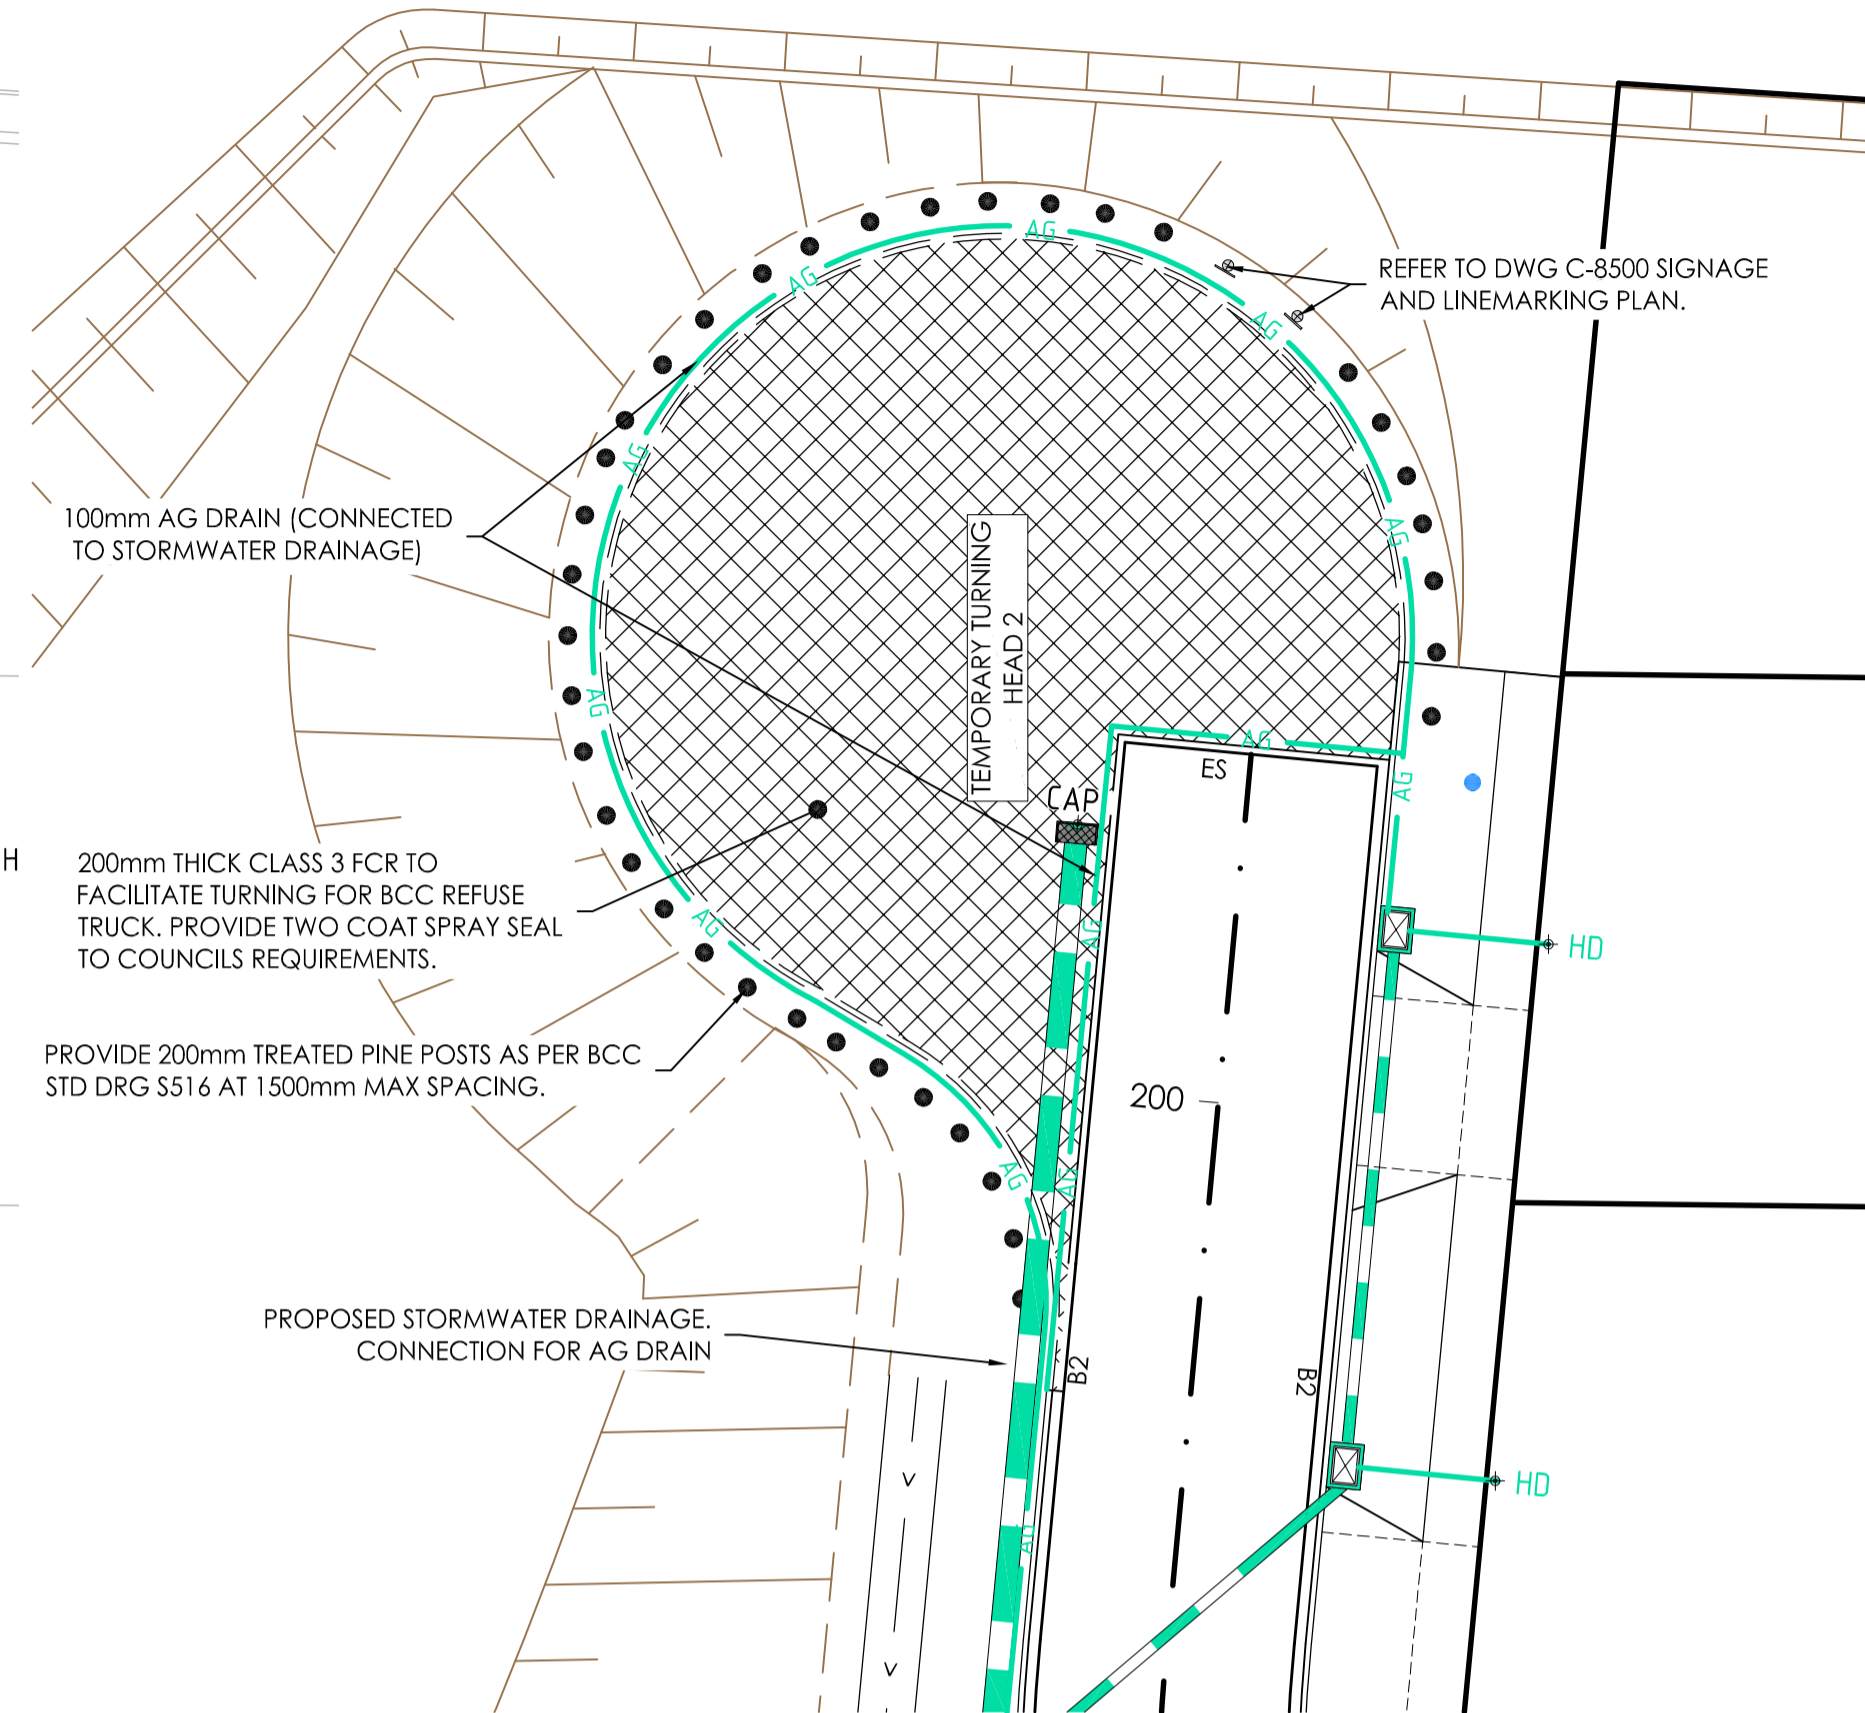 REFER TO DWG C-8500 SIGNAGE
AND LINEMARKING PLAN.
AG
AG
AG
AG
AG
100mm AG DRAIN (CONNECTED
TO STORMWATER DRAINAGE)
TEMPORARY TURNING
HEAD 2
AG
AG
ES
AG
CAP
H
200mm THICK CLASS 3 FCR TO
FACILITATE TURNING FOR BCC REFUSE
TRUCK. PROVIDE TWO COAT SPRAY SEAL
TO COUNCILS REQUIREMENTS.
AG
AG
HD
PROVIDE 200mm TREATED PINE POSTS AS PER BCC
STD DRG S516 AT 1500mm MAX SPACING.
200
AG
AG
PROPOSED STORMWATER DRAINAGE.
CONNECTION FOR AG DRAIN
B2
B2
HD
AG